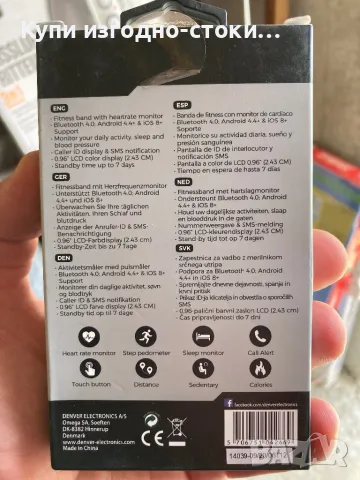 Купи изгодно-стоки...
ENG
- Fitness band with heartrate monitor
- Bluetooth 4.0, Android 4.4+ & iOS 8+
Support
- Monitor your daily activity, sleep and
blood pressure
- Caller ID display & SMS notification
- 0,96" LCD color display (2.43 CM)
- Standby time up to 7 days
ESP
- Banda de fitness con monitor de cardiaco
- Bluetooth 4.0, Android 4.4+ & iOS 8+
Soporte
- Monitoriza su actividad diaria, sueño y
presión sanguínea
- Pantalla de ID de interlocutor y
notificación SMS
- Pantalla a color de LCD 0.96" (2.43 CM)
- Tiempo en espera de hasta 7 días
GER
- Fitnessband mit Herzfrequenzmonitor
- Unterstützt Bluetooth 4.0, Android
4.4+ und iOS 8+
- Überwachen Sie Ihre täglichen
Aktivitäten, Ihren Schlaf und
blutdruck
- Anzeige der Anrufer-ID & SMS-
Benachrichtigung
- 0,96"-LCD-Farbdisplay (2.43 CM)
- Standby-Zeit bis zu 7 Tage
NED
- Fitnessband met hartslagmonitor
- Ondersteunt Bluetooth 4.0, Android
4.4+ & iOS 8+
- Houd uw dagelijkse activiteiten, slaap
en bloeddruk in de gaten
- Nummerweergave & SMS-melding
- 0,96"-LCD-kleurendisplay (2.43 CM)
- Stand-by tijd tot op 7 dagen
DEN
- Aktivitetsmåler med pulsmåler
- Bluetooth 4.0, Android 4.4+ & iOS 8+
- Monitorer din daglige aktivitet, søvn
og blodtryk
- Caller ID & SMS notifikation
- 0,96" LCD farve display (2.43 CM)
- Standby tid op til 7 dage
SVK
- Zapestnica za vadbo z merilnikom
srčnega utripa
- Podpora za Bluetooth 4.0, Android
4.4+ in iOS 8+
- Spremljajte dnevne dejavnosti, spanje in
krvni pritisk
- Prikaz ID-ja kličatelja in obvestila o sporočilih
SMS
- 0,96-palični barvni zaslon LCD (2.43 CM)
- Čas pripravljenosti do 7 dni
Heart rate monitor
Step pedometer
Sleep monitor
Call Alert
Touch button
Distance
Sedentary
Calories
DENVER ELECTRONICS A/S
Omega 5A, Soeften
DK-8382 Hinnerup
Denmark
www.denver-electronics.com
Made in China
CE
facebook.com/denverelectronics
5 706751 042669